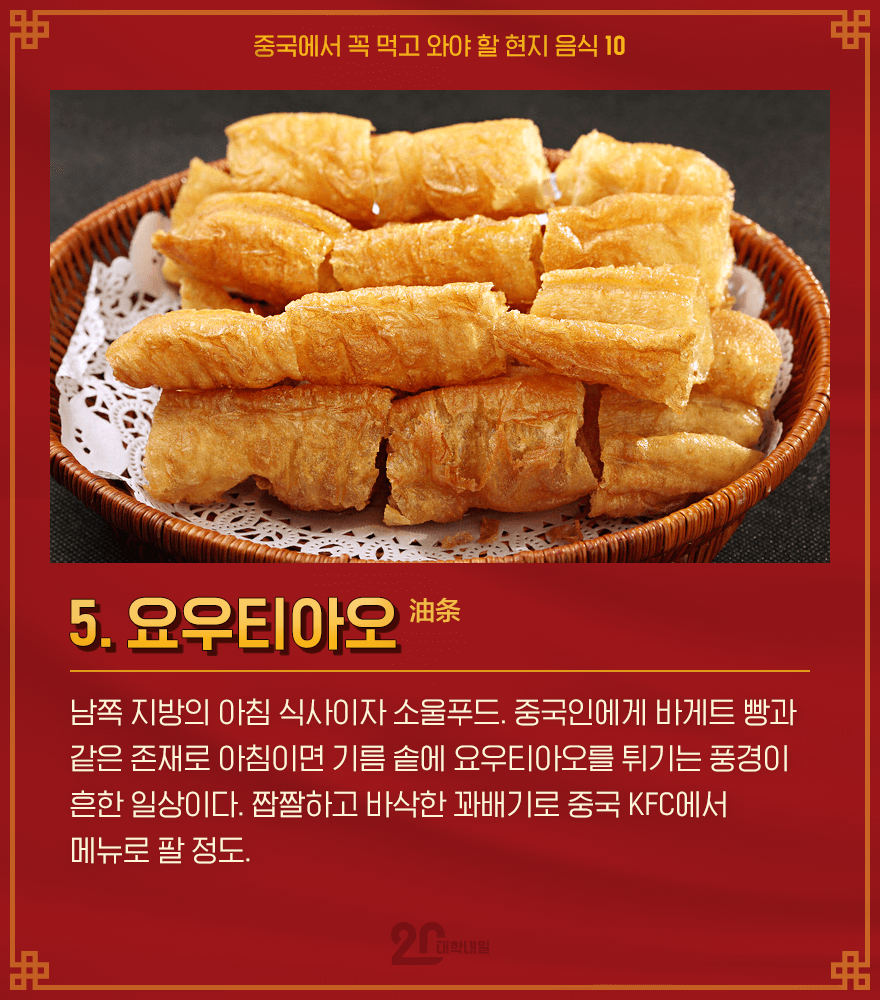 중국에서 꼭 먹고 와야 할 현지 음식 10
5. 요우티아오 油条
남쪽 지방의 아침 식사이자 소울푸드. 중국인에게 바게트 빵과
같은 존재로 아침이면 기름 솥에 요우티아오를 튀기는 풍경이
흔한 일상이다. 짭짤하고 바삭한 꽈배기로 중국 KFC에서
메뉴로 팔 정도.
20 대학내일